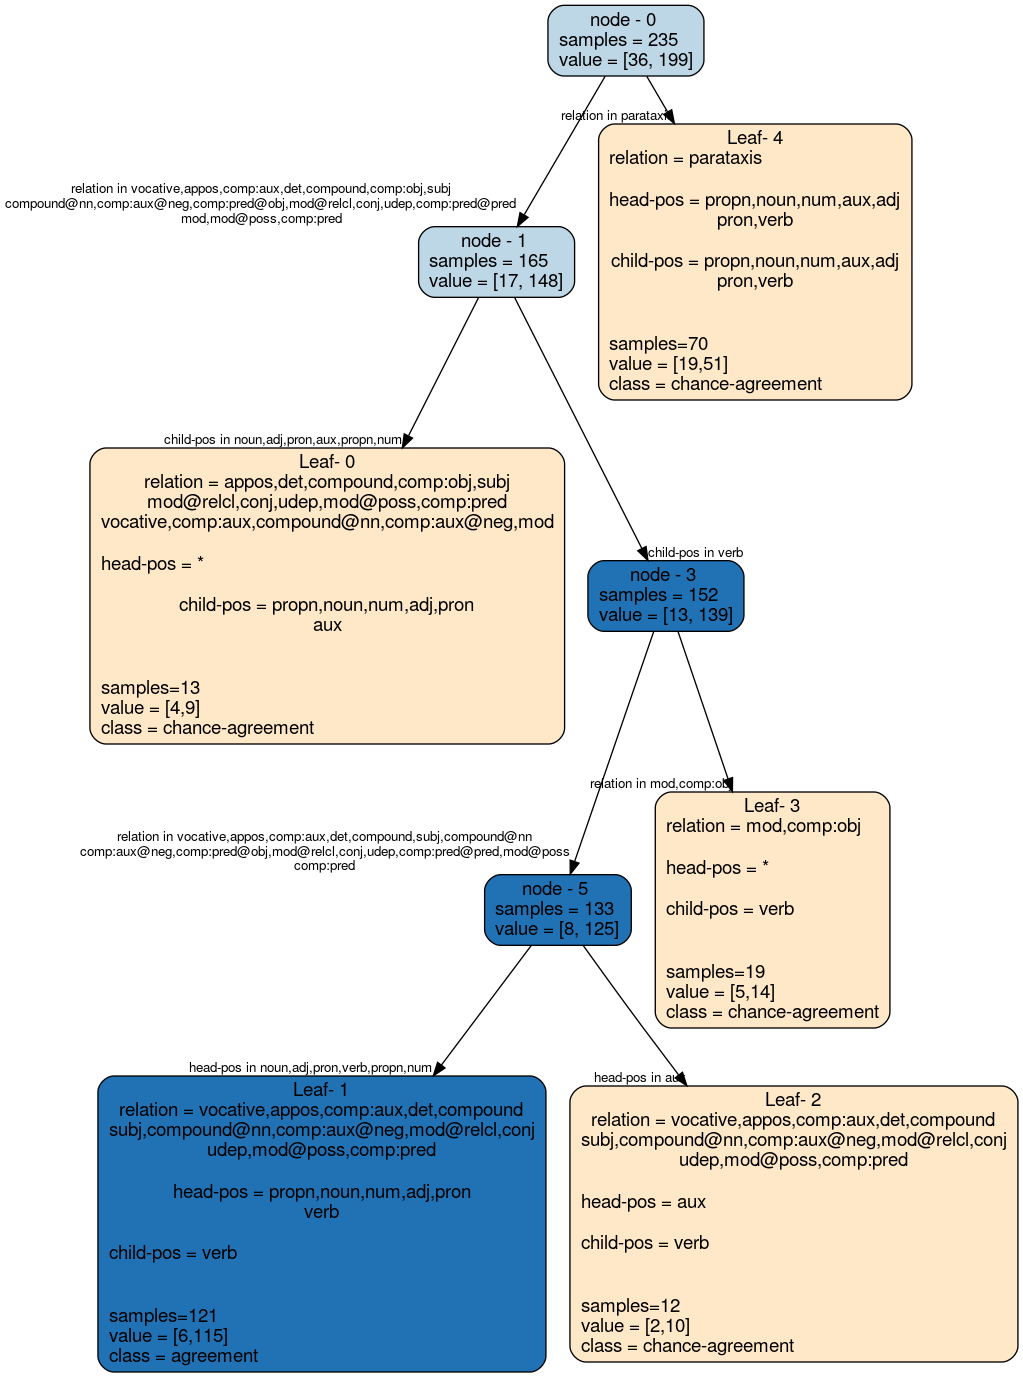 node - 0
samples = 235
value = [36, 199]
relation in parataxis
Leaf- 4
relation = parataxis
head-pos = propn,noun,num,aux,adj
pron,verb
child-pos = propn,noun,num,aux,adj
pron,verb
samples=70
value = [19,51]
class = chance-agreement
relation in vocative,appos,comp:aux,det,compound,comp:obj,subj
compound@nn,comp:aux@neg,comp:pred@obj,mod@relcl,conj,udep,comp:pred@pred
mod,mod@poss,comp:pred
node - 1
samples = 165
value = [17, 148]
child-pos in noun,adj,pron,aux,propn,num
Leaf- 0
relation = appos,det,compound,comp:obj,subj
mod@relcl,conj,udep,mod@poss,comp:pred
vocative,comp:aux,compound@nn,comp:aux@neg,mod
head-pos = *
child-pos = propn,noun,num,adj,pron
aux
samples=13
value = [4,9]
class = chance-agreement
child-pos in verb
node - 3
samples = 152
value = [13, 139]
relation in mod,comp:obj
Leaf- 3
relation = mod,comp:obj
head-pos = *
child-pos = verb
samples=19
value = [5,14]
class = chance-agreement
relation in vocative,appos,comp:aux,det,compound,subj,compound@nn
comp:aux@neg,comp:pred@obj,mod@relcl,conj,udep,comp:pred@pred,mod@poss
comp:pred
node - 5
samples = 133
value = [8, 125]
head-pos in noun,adj,pron,verb,propn,num
Leaf- 1
relation = vocative,appos,comp:aux,det,compound
subj,compound@nn,comp:aux@neg,mod@relcl,conj
udep,mod@poss,comp:pred
head-pos = propn,noun,num,adj,pron
verb
child-pos = verb
samples=121
value = [6,115]
class = agreement
head-pos in aux
Leaf- 2
relation = vocative,appos,comp:aux,det,compound
subj,compound@nn,comp:aux@neg,mod@relcl,conj
udep,mod@poss,comp:pred
head-pos = aux
child-pos = verb
samples=12
value = [2,10]
class = chance-agreement